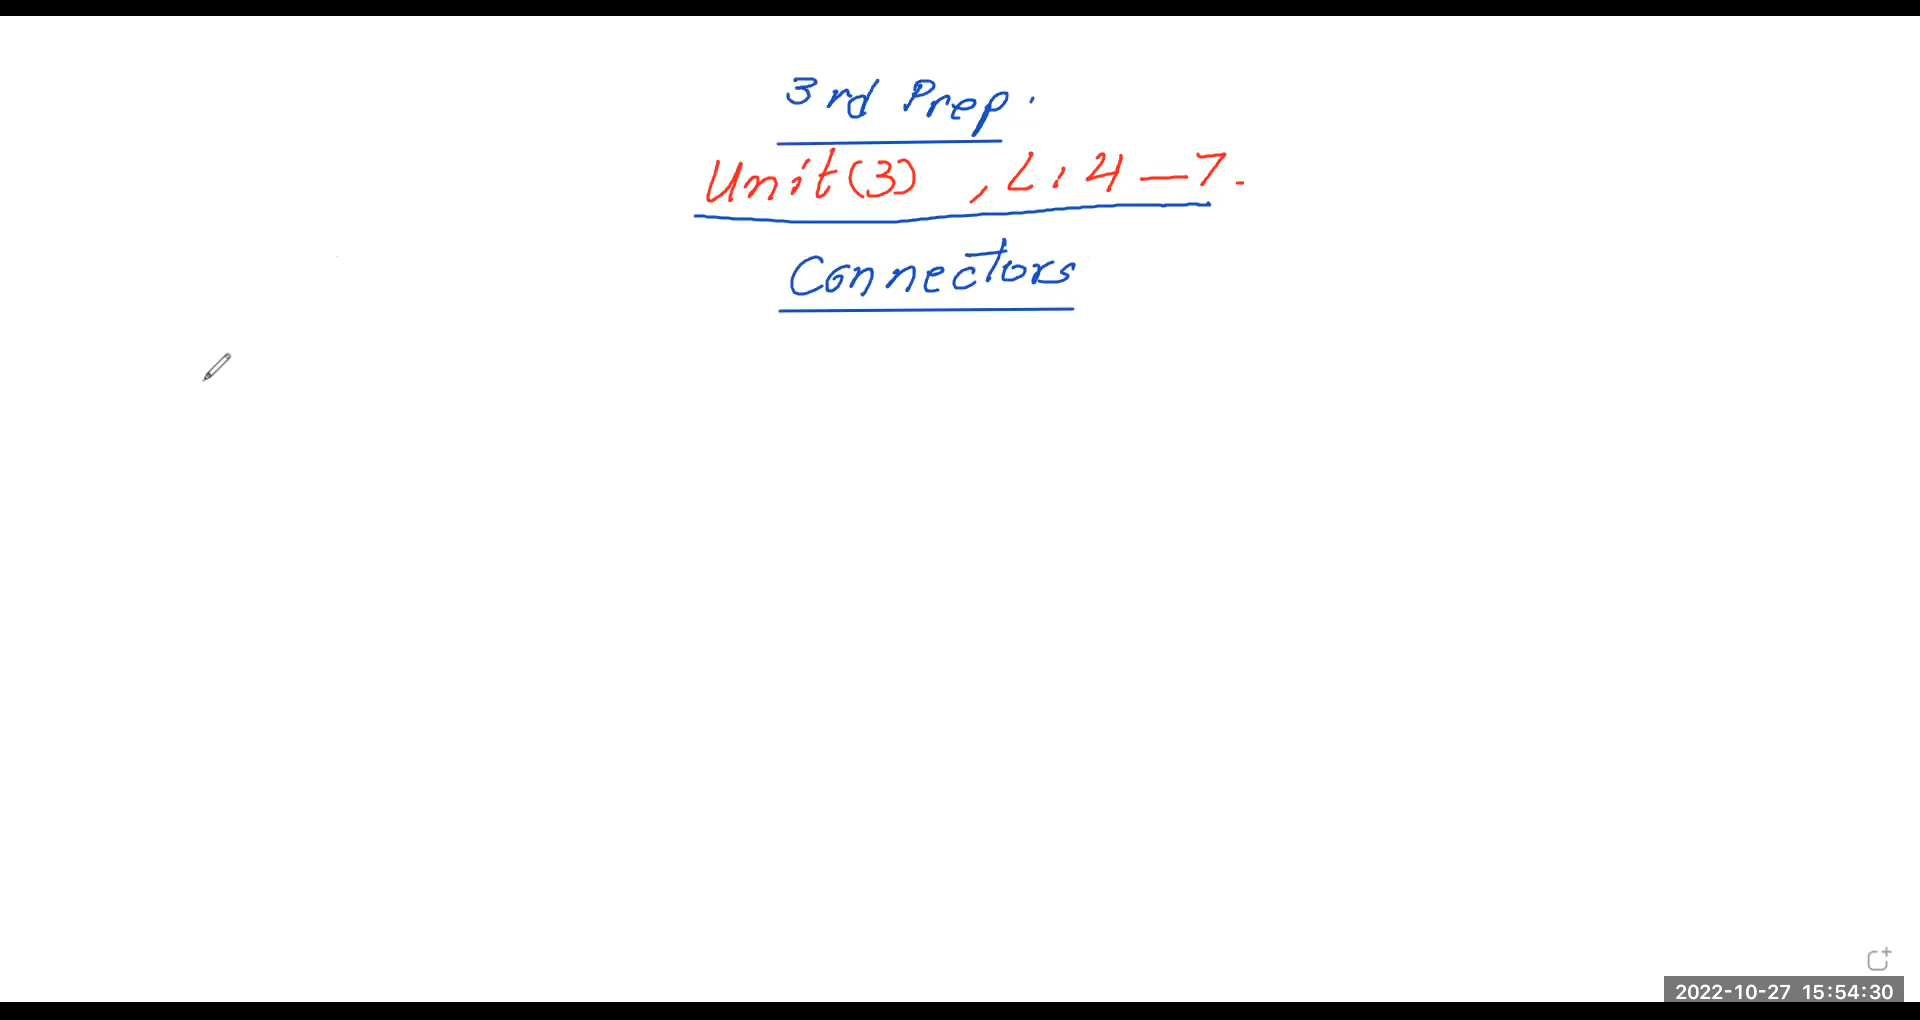 3rd Prep.
Unit(3) , L: 4 – 7.
Connectors
2022-10-27 15:54:30